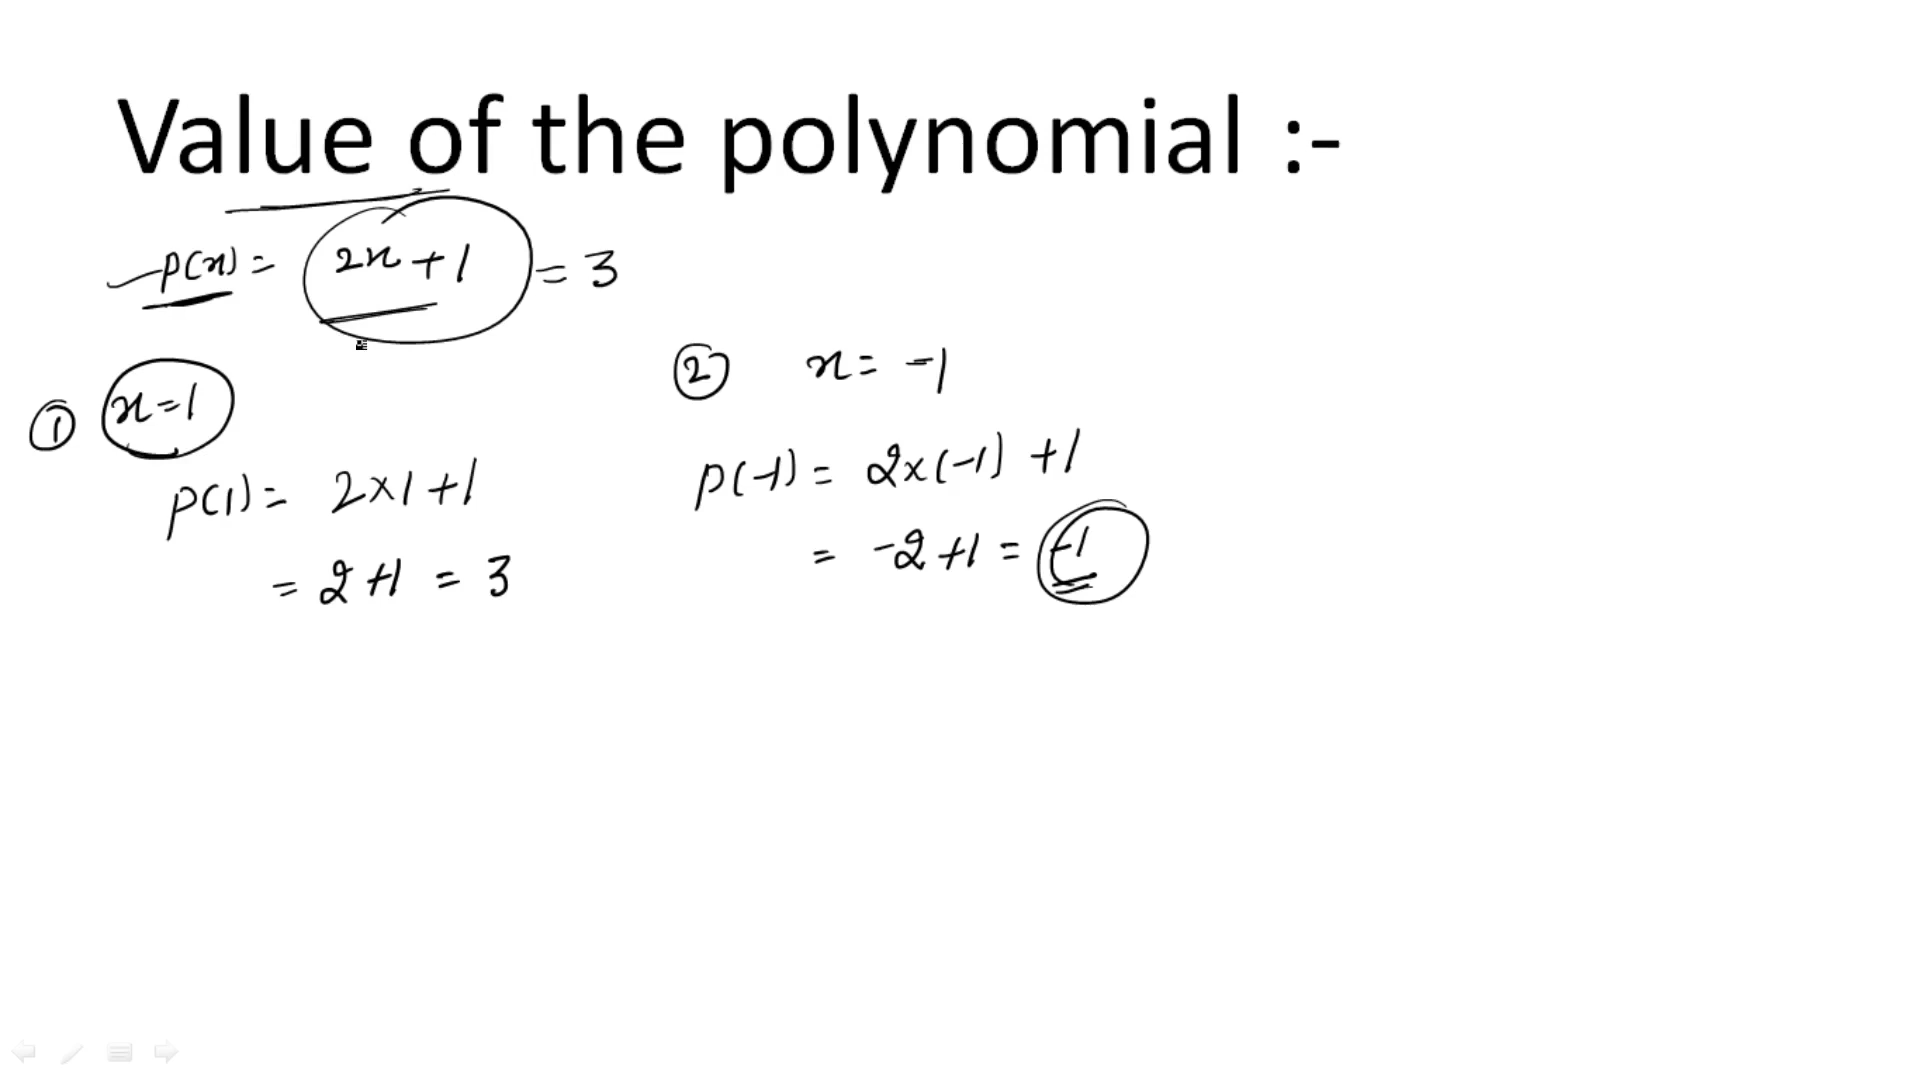 Value of the polynomial :-
p(x) = 2x + 1 = 3
① x = 1
p(1) = 2 × 1 + 1
= 2 + 1 = 3
② x = -1
p(-1) = 2 × (-1) + 1
= -2 + 1 = -1